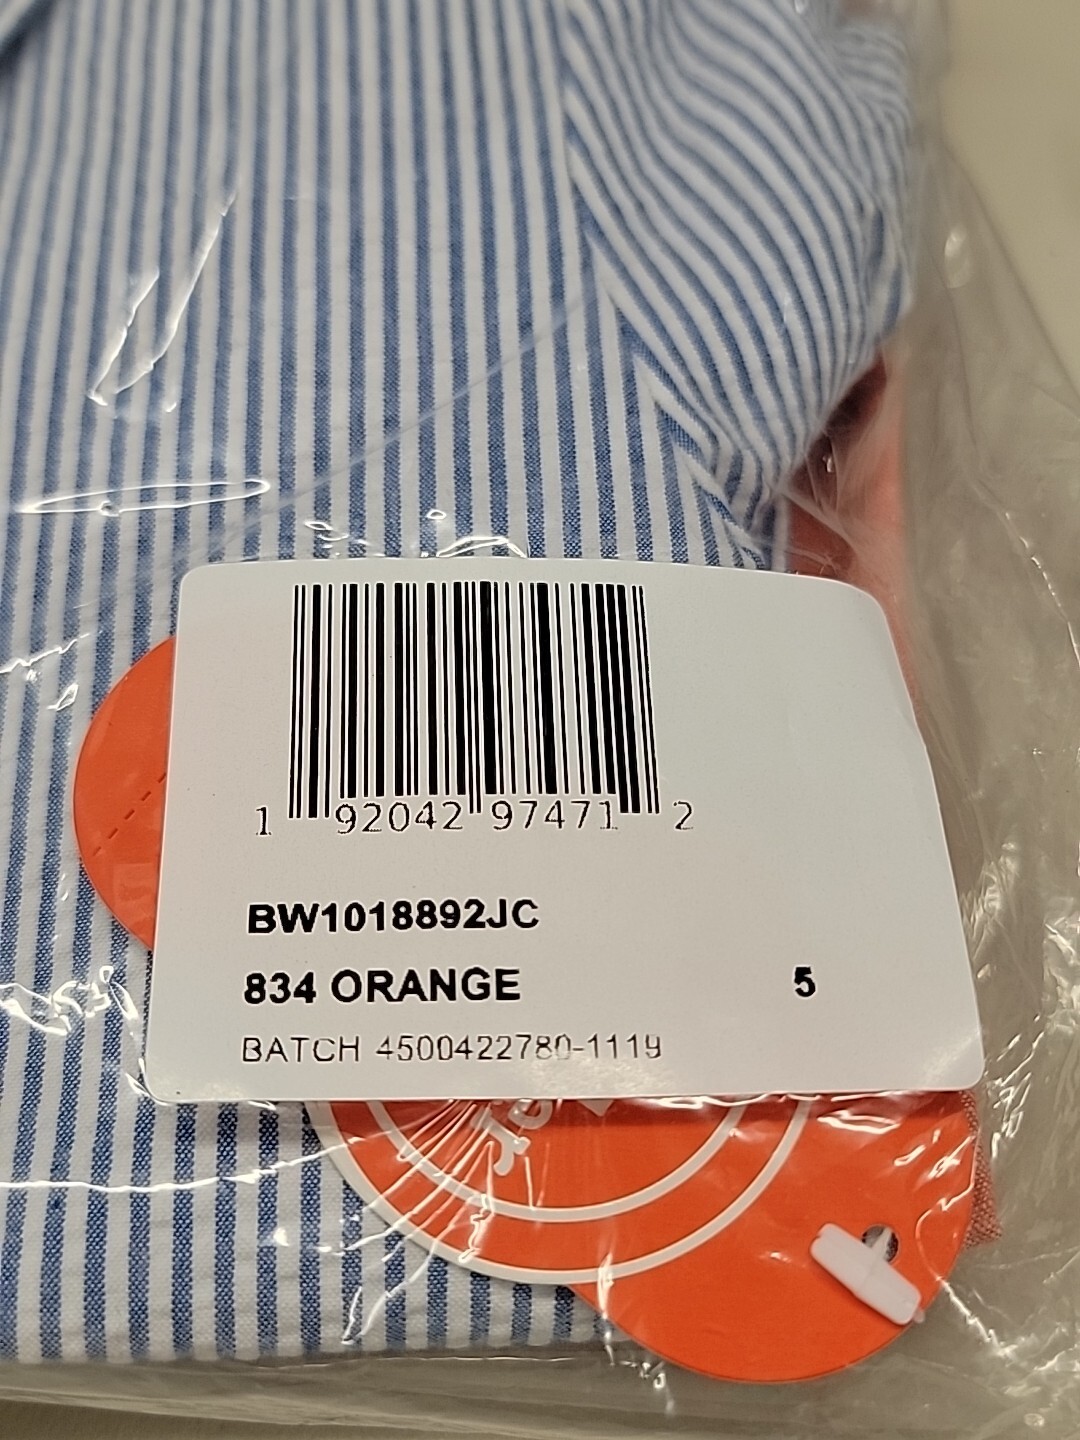 1 92042 97471 2
BW1018892JC
834 ORANGE 5
BATCH 4500422780-1119